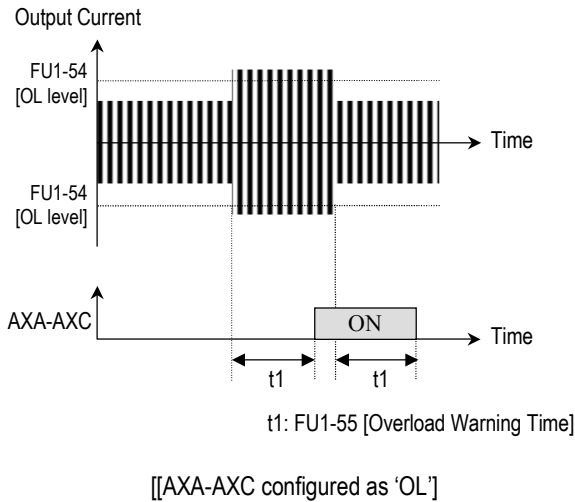 Output Current
FU1-54
[OL level]
Time
FU1-54
[OL level]
AXA-AXC
ON
Time
t1
t1
t1: FU1-55 [Overload Warning Time]
[[AXA-AXC configured as ‘OL’]